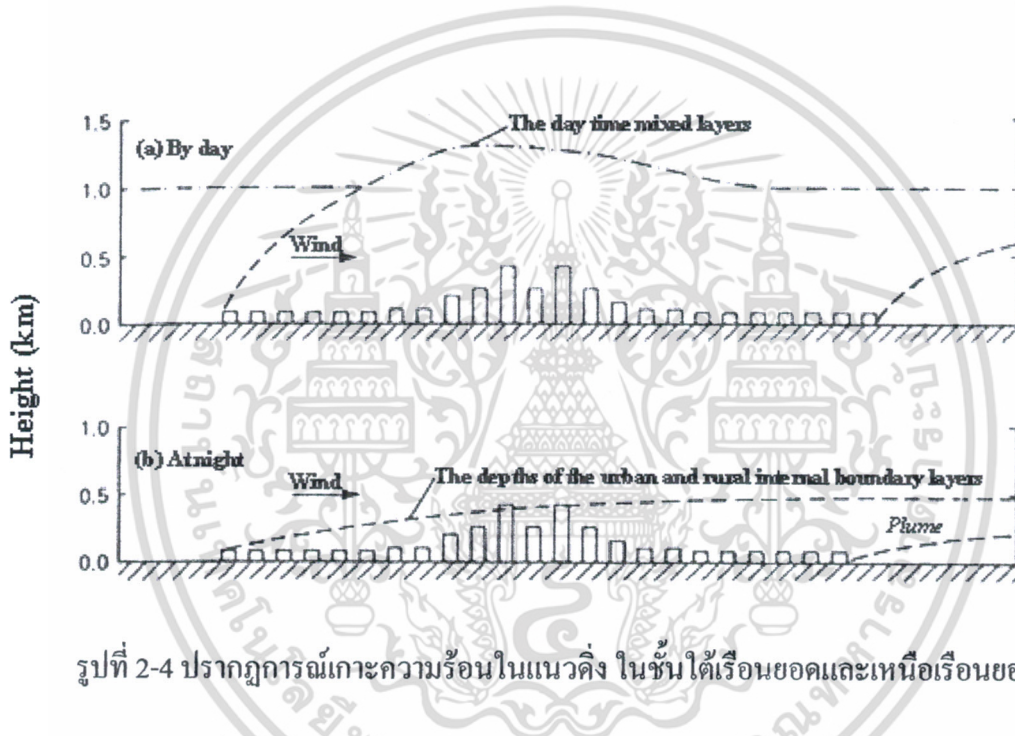 1.5
(a) By day
The day time mixed layers
1.0
Wind
0.5
0.0
Height (km)
1.0
(b) At night
Wind
The depths of the urban and rural internal boundary layers
0.5
Plume
0.0
รูปที่ 2-4 ปรากฏการณ์เกาะความร้อนในแนวดิ่ง ในชั้นใต้เรือนยอดและเหนือเรือนยอ